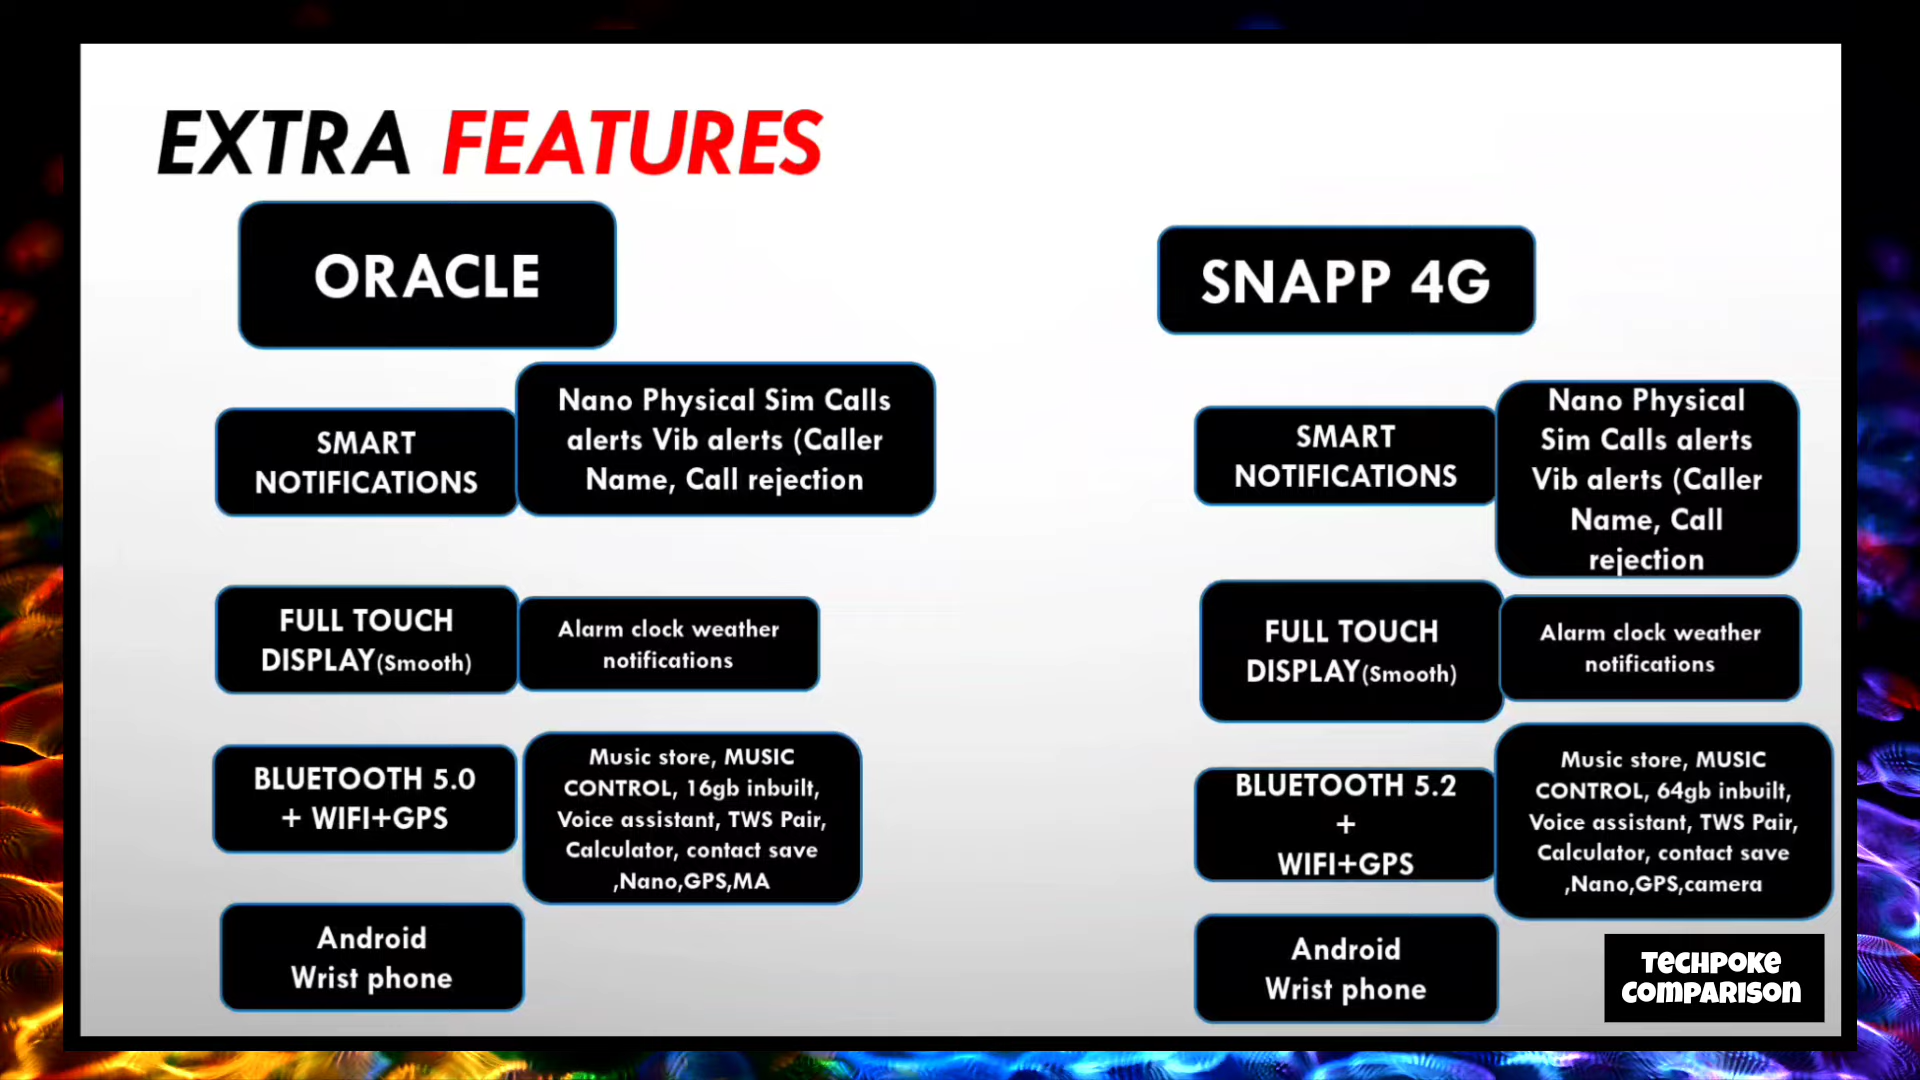 EXTRA FEATURES
ORACLE
SMART
NOTIFICATIONS
Nano Physical Sim Calls
alerts Vib alerts (Caller
Name, Call rejection
FULL TOUCH
DISPLAY(Smooth)
Alarm clock weather
notifications
BLUETOOTH 5.0
+ WIFI+GPS
Music store, MUSIC
CONTROL, 16gb inbuilt,
Voice assistant, TWS Pair,
Calculator, contact save
,Nano,GPS,MA
Android
Wrist phone
SNAPP 4G
SMART
NOTIFICATIONS
Nano Physical
Sim Calls alerts
Vib alerts (Caller
Name, Call
rejection
FULL TOUCH
DISPLAY(Smooth)
Alarm clock weather
notifications
BLUETOOTH 5.2
+
WIFI+GPS
Music store, MUSIC
CONTROL, 64gb inbuilt,
Voice assistant, TWS Pair,
Calculator, contact save
,Nano,GPS,camera
Android
Wrist phone
TECHPOKE
COMPARISON